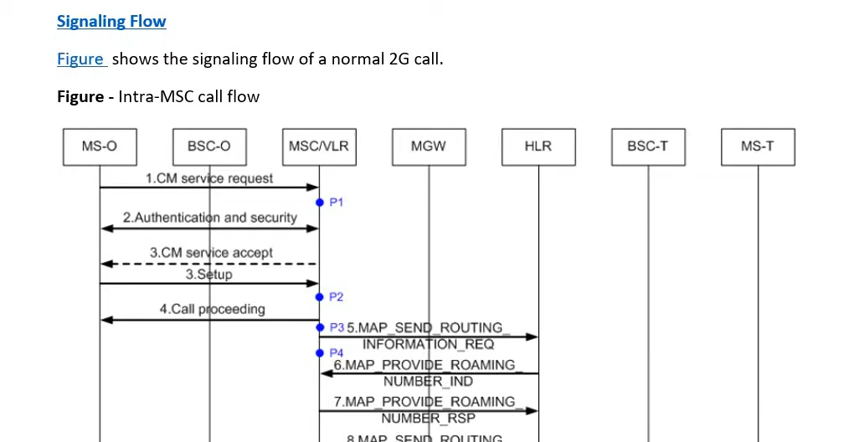 Signaling Flow
Figure shows the signaling flow of a normal 2G call.
Figure - Intra-MSC call flow
MS-O BSC-O MSC/VLR MGW HLR BSC-T MS-T
1.CM service request
P1
2.Authentication and security
3.CM service accept
3.Setup
P2
4.Call proceeding
P3 5.MAP_SEND_ROUTING_
INFORMATION_REQ
P4
6.MAP_PROVIDE_ROAMING_
NUMBER_IND
7.MAP_PROVIDE_ROAMING_
NUMBER_RSP
8.MAP_SEND_ROUTING_